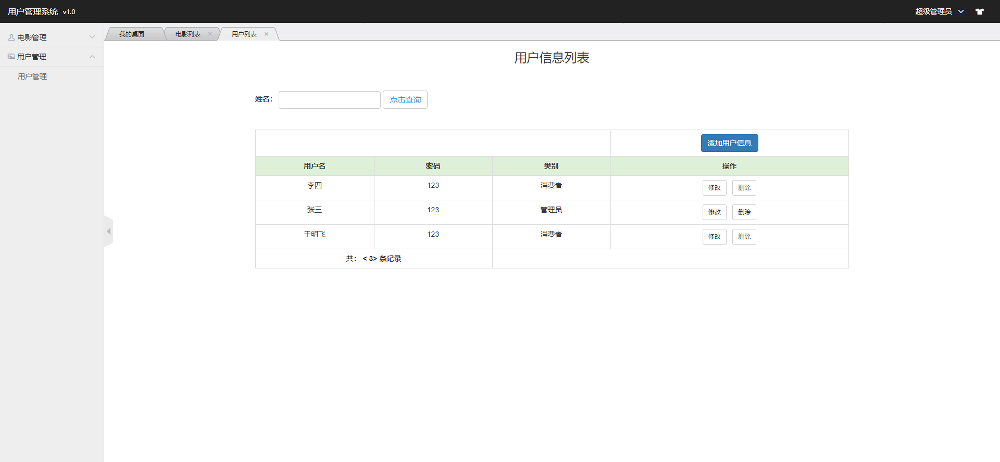 用户管理系统 v1.0
超级管理员
电影管理
用户管理
用户管理
我的桌面 电影列表 用户列表
用户信息列表
姓名： 点击查询
添加用户信息
用户名 密码 类别 操作
李四 123 消费者 修改 删除
张三 123 管理员 修改 删除
于明飞 123 消费者 修改 删除
共： < 3> 条记录